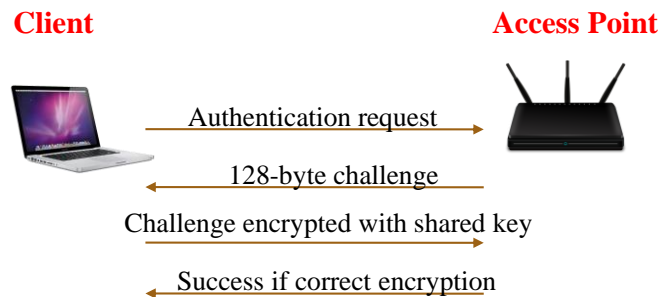 Client
Access Point
Authentication request
128-byte challenge
Challenge encrypted with shared key
Success if correct encryption